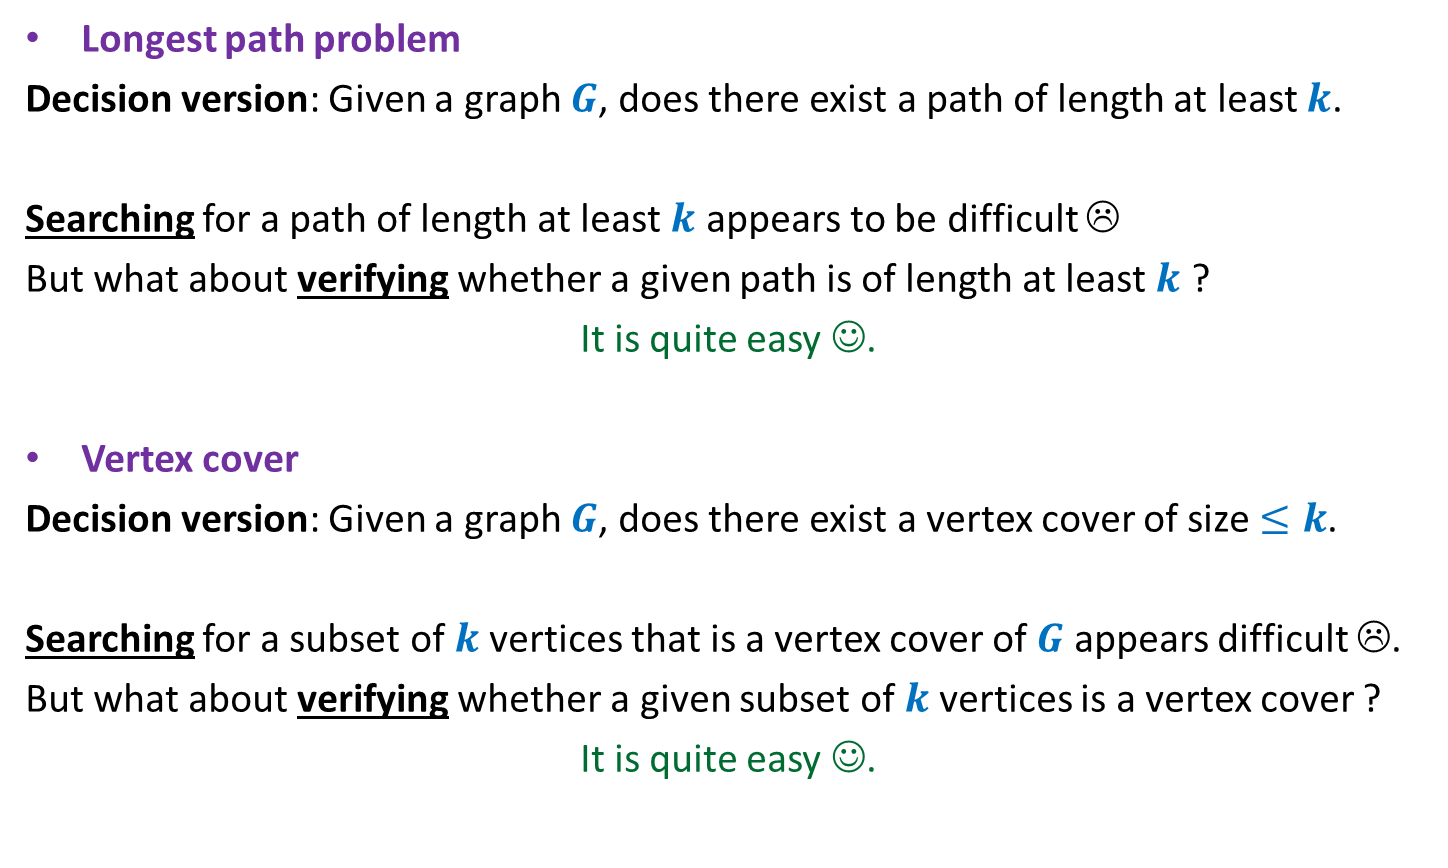 • Longest path problem
Decision version: Given a graph G, does there exist a path of length at least k.
Searching for a path of length at least k appears to be difficult ☹
But what about verifying whether a given path is of length at least k ?
It is quite easy ☺.
• Vertex cover
Decision version: Given a graph G, does there exist a vertex cover of size ≤ k.
Searching for a subset of k vertices that is a vertex cover of G appears difficult ☹.
But what about verifying whether a given subset of k vertices is a vertex cover ?
It is quite easy ☺.